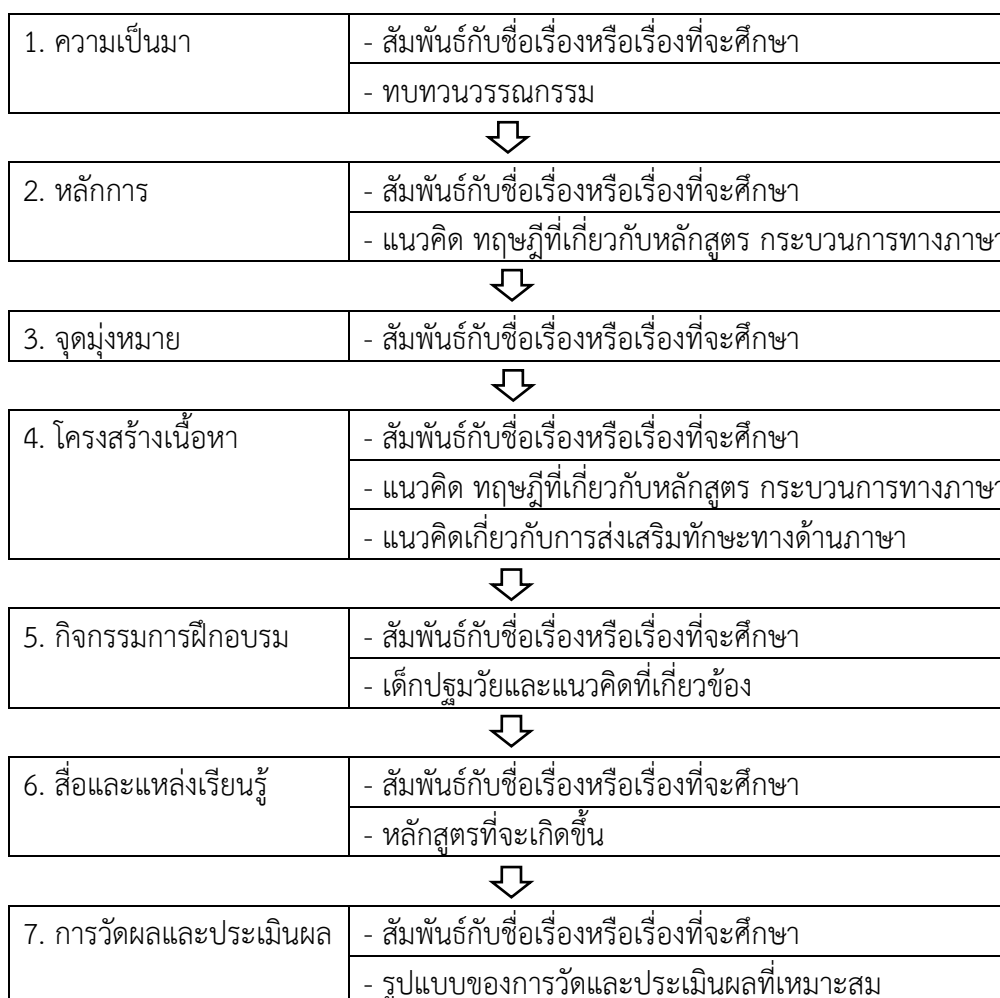 1. ความเป็นมา
- สัมพันธ์กับชื่อเรื่องหรือเรื่องที่จะศึกษา
- ทบทวนวรรณกรรม
2. หลักการ
- สัมพันธ์กับชื่อเรื่องหรือเรื่องที่จะศึกษา
- แนวคิด ทฤษฎีที่เกี่ยวกับหลักสูตร กระบวนการทางภาษา
3. จุดมุ่งหมาย
- สัมพันธ์กับชื่อเรื่องหรือเรื่องที่จะศึกษา
4. โครงสร้างเนื้อหา
- สัมพันธ์กับชื่อเรื่องหรือเรื่องที่จะศึกษา
- แนวคิด ทฤษฎีที่เกี่ยวกับหลักสูตร กระบวนการทางภาษา
- แนวคิดเกี่ยวกับการส่งเสริมทักษะทางด้านภาษา
5. กิจกรรมการฝึกอบรม
- สัมพันธ์กับชื่อเรื่องหรือเรื่องที่จะศึกษา
- เด็กปฐมวัยและแนวคิดที่เกี่ยวข้อง
6. สื่อและแหล่งเรียนรู้
- สัมพันธ์กับชื่อเรื่องหรือเรื่องที่จะศึกษา
- หลักสูตรที่จะเกิดขึ้น
7. การวัดผลและประเมินผล
- สัมพันธ์กับชื่อเรื่องหรือเรื่องที่จะศึกษา
- รูปแบบของการวัดและประเมินผลที่เหมาะสม